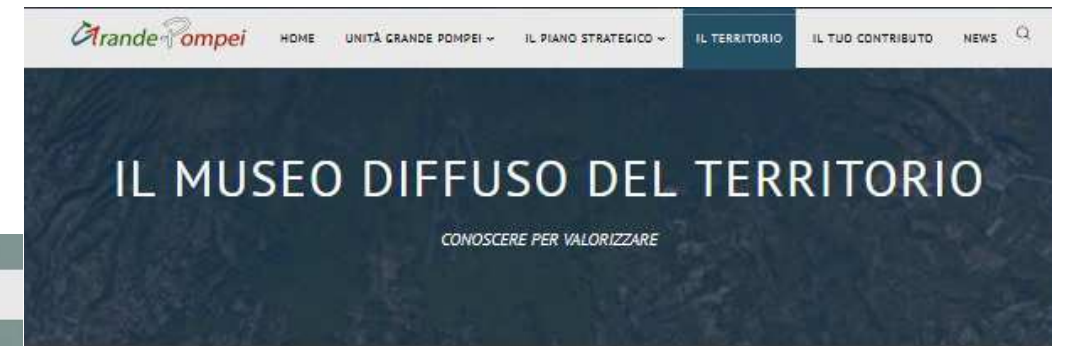 Grande Pompei HOME UNITÀ GRANDE POMPEI IL PIANO STRATEGICO IL TERRITORIO IL TUO CONTRIBUTO NEWS
IL MUSEO DIFFUSO DEL TERRITORIO
CONOSCERE PER VALORIZZARE